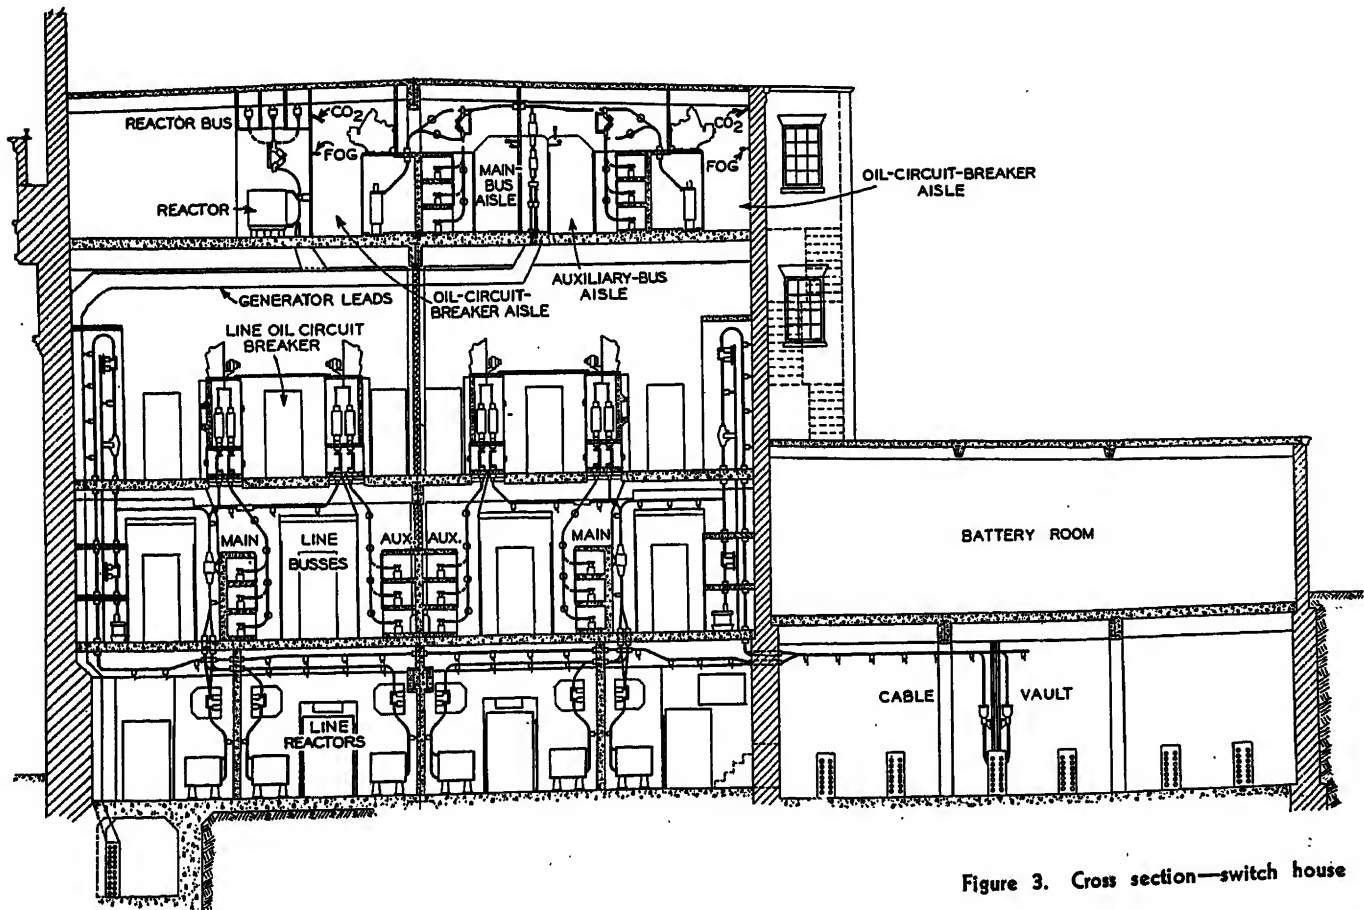 REACTOR BUS
CO2
FOG
REACTOR
MAIN-
BUS
AISLE
CO2
FOG
OIL-CIRCUIT-BREAKER
AISLE
GENERATOR LEADS
OIL-CIRCUIT-
BREAKER AISLE
AUXILIARY-BUS
AISLE
LINE OIL CIRCUIT
BREAKER
MAIN
LINE
BUSSES
AUX.
AUX.
MAIN
BATTERY ROOM
LINE
REACTORS
CABLE
VAULT
Figure 3. Cross section—switch house